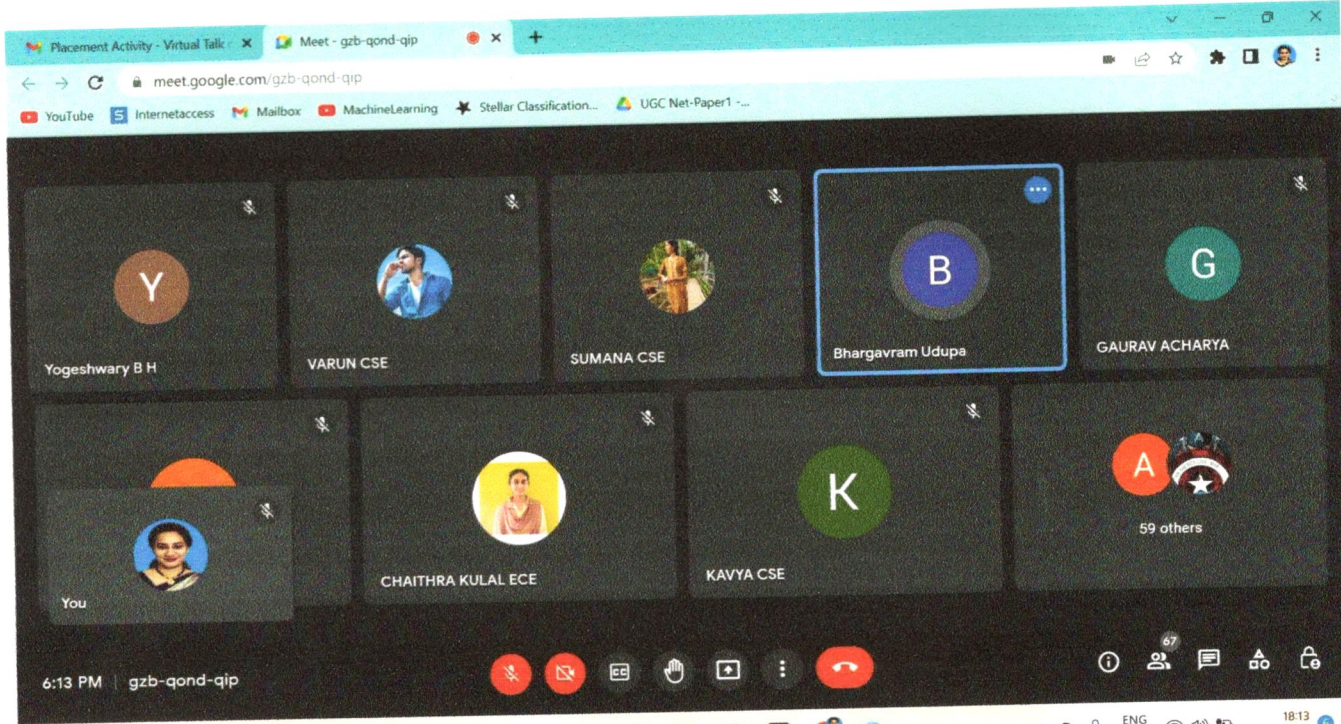 Placement Activity - Virtual Talk
Meet - gzb-qond-qip
meet.google.com/gzb-qond-qip
YouTube Internetaccess Mailbox MachineLearning Stellar Classification... UGC Net-Paper1 -...
Y B G
Yogeshwary B H VARUN CSE SUMANA CSE Bhargavram Udupa GAURAV ACHARYA
K A
59 others
You CHAITHRA KULAL ECE KAVYA CSE
67
6:13 PM | gzb-qond-qip CC
ENG 18:13